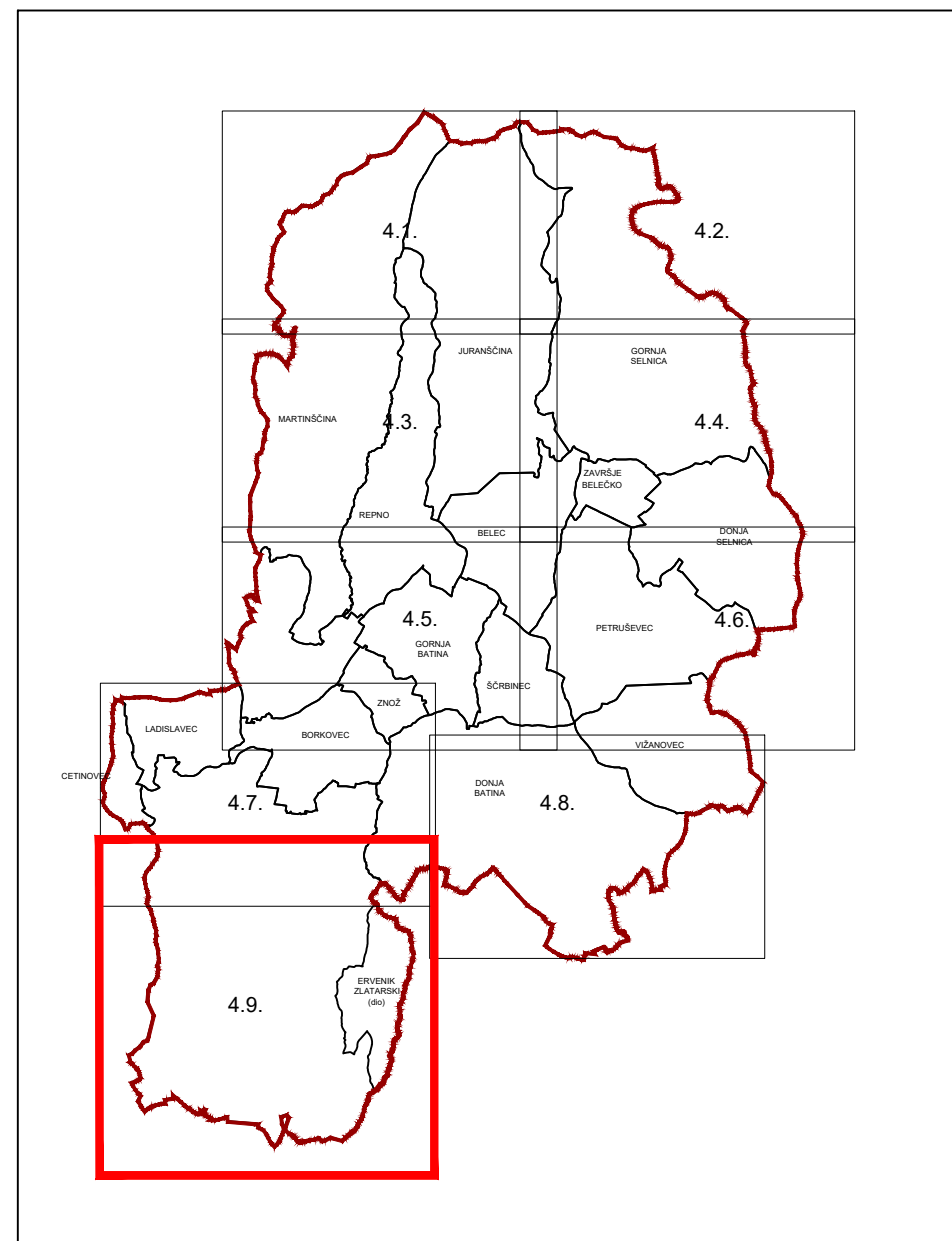 4.1.
4.2.
JURANŠČINA
GORNJA
SELNICA
MARTINŠČINA
4.3.
4.4.
ZAVRŠJE
BELEČKO
REPNO
BELEC
DONJA
SELNICA
4.5.
GORNJA
BATINA
PETRUŠEVEC
4.6.
ŠČRBINEC
ZNOŽ
LADISLAVEC
BORKOVEC
VIŽANOVEC
CETINOVEC
DONJA
BATINA
4.7.
4.8.
ERVENIK
ZLATARSKI
(dio)
4.9.